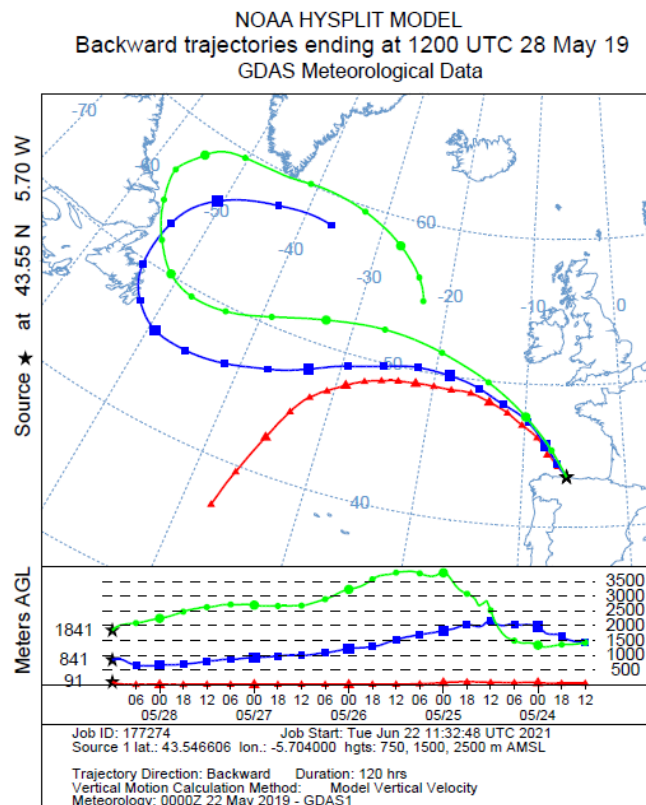 NOAA HYSPLIT MODEL
Backward trajectories ending at 1200 UTC 28 May 19
GDAS Meteorological Data
Source ★ at 43.55 N 5.70 W
-70
-60
-50
-40
-30
-20
-10
0
60
50
40
Meters AGL
1841
841
91
3500
3000
2500
2000
1500
1000
500
06 00 18 12 06 00 18 12 06 00 18 12 06 00 18 12 06 00 18 12
05/28 05/27 05/26 05/25 05/24
Job ID: 177274 Job Start: Tue Jun 22 11:32:48 UTC 2021
Source 1 lat.: 43.546606 lon.: -5.704000 hgts: 750, 1500, 2500 m AMSL
Trajectory Direction: Backward Duration: 120 hrs
Vertical Motion Calculation Method: Model Vertical Velocity
Meteorology: 0000Z 22 May 2019 - GDAS1